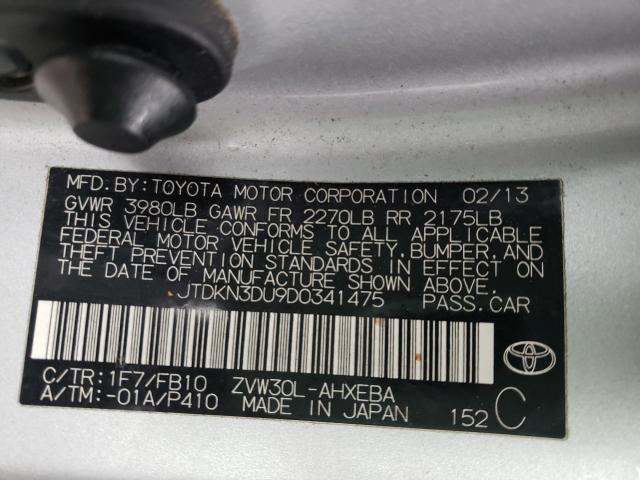 MFD. BY: TOYOTA MOTOR CORPORATION 02/13
GVWR 3980LB GAWR FR 2270LB RR 2175LB
THIS VEHICLE CONFORMS TO ALL APPLICABLE
FEDERAL MOTOR VEHICLE SAFETY, BUMPER, AND
THEFT PREVENTION STANDARDS IN EFFECT ON
THE DATE OF MANUFACTURE SHOWN ABOVE.
JTDKN3DU9D0341475 PASS. CAR
C/TR: 1F7/FB10 ZVW30L-AHXEBA
A/TM: -01A/P410 MADE IN JAPAN 152 C